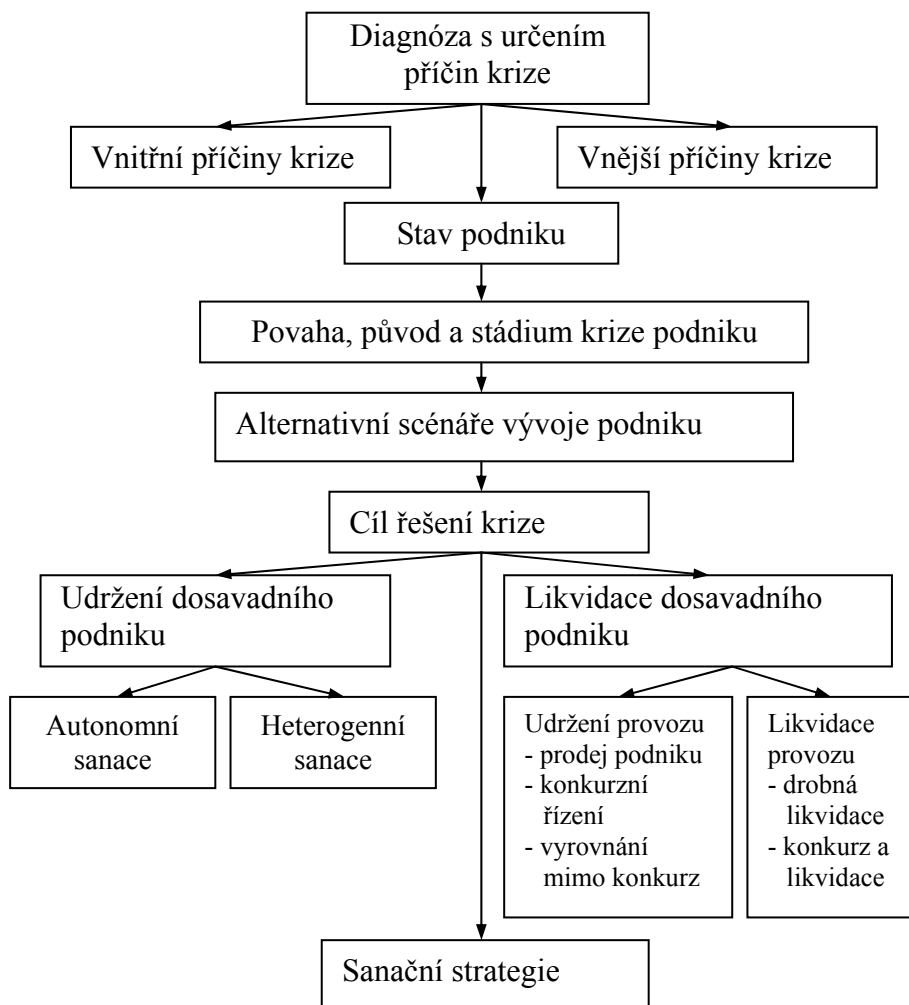 Diagnóza s určením
příčin krize
Vnitřní příčiny krize
Vnější příčiny krize
Stav podniku
Povaha, původ a stádium krize podniku
Alternativní scénáře vývoje podniku
Cíl řešení krize
Udržení dosavadního
podniku
Likvidace dosavadního
podniku
Autonomní
sanace
Heterogenní
sanace
Udržení provozu
- prodej podniku
- konkurzní
řízení
- vyrovnání
mimo konkurz
Likvidace
provozu
- drobná
likvidace
- konkurz a
likvidace
Sanační strategie